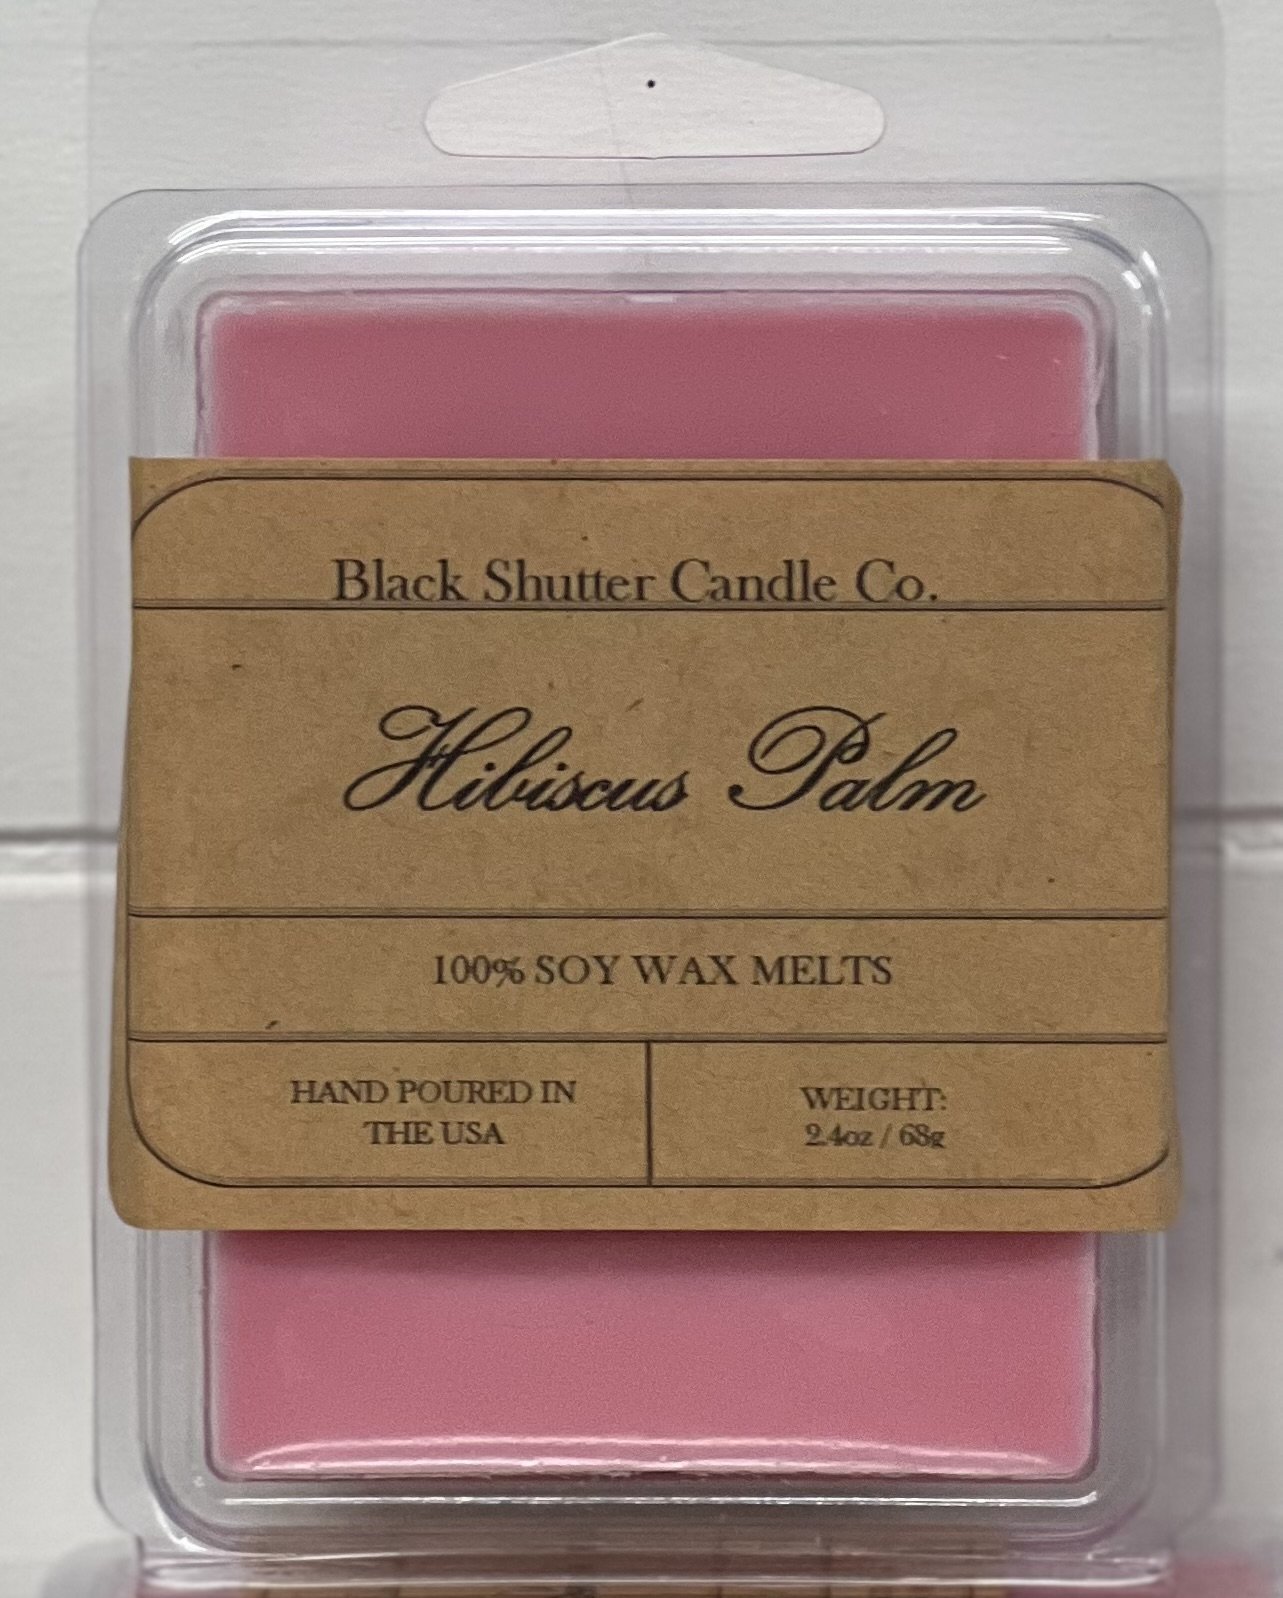 Black Shutter Candle Co.
Hibiscus Palm
100% SOY WAX MELTS
HAND POURED IN
THE USA
WEIGHT:
2.4oz / 68g